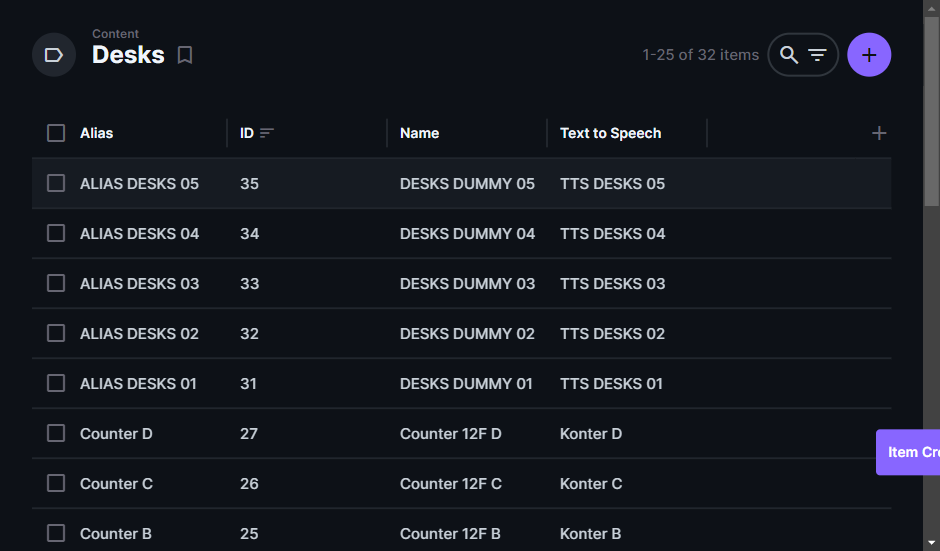 Content
Desks
1-25 of 32 items
Alias ID Name Text to Speech
ALIAS DESKS 05 35 DESKS DUMMY 05 TTS DESKS 05
ALIAS DESKS 04 34 DESKS DUMMY 04 TTS DESKS 04
ALIAS DESKS 03 33 DESKS DUMMY 03 TTS DESKS 03
ALIAS DESKS 02 32 DESKS DUMMY 02 TTS DESKS 02
ALIAS DESKS 01 31 DESKS DUMMY 01 TTS DESKS 01
Counter D 27 Counter 12F D Konter D
Item Cre
Counter C 26 Counter 12F C Konter C
Counter B 25 Counter 12F B Konter B